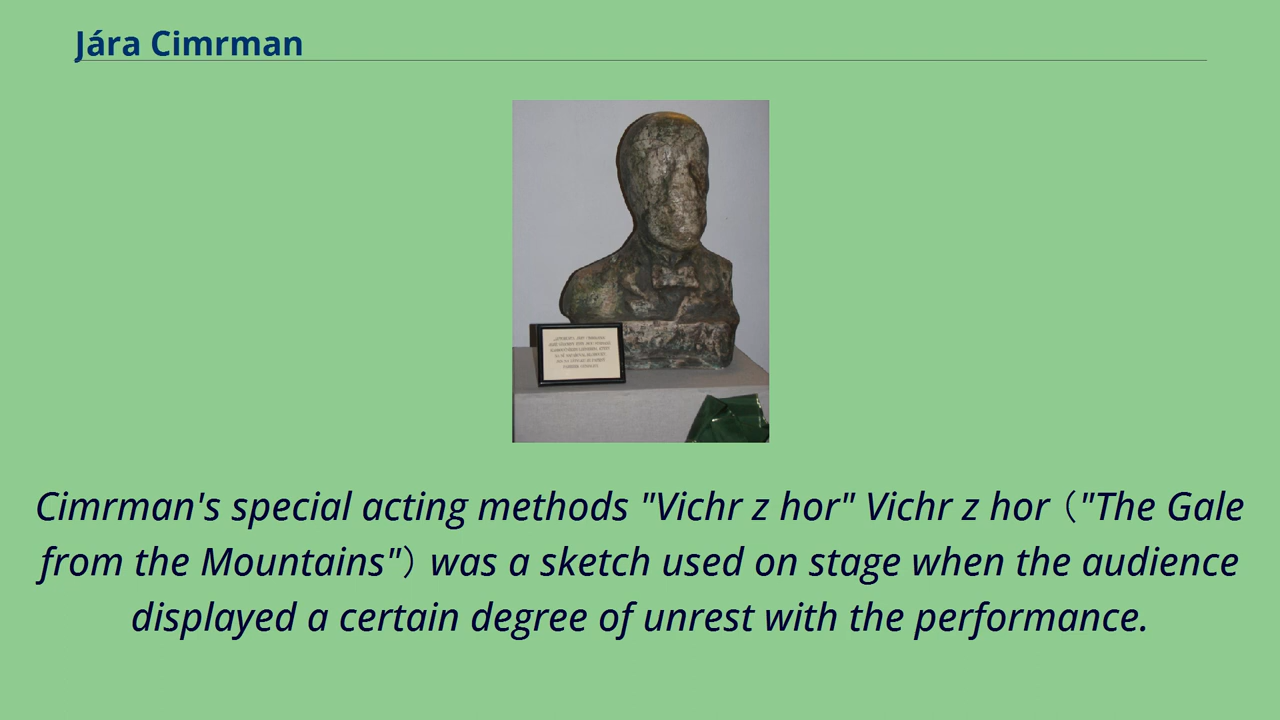 Jára Cimrman
Cimrman's special acting methods "Vichr z hor" Vichr z hor（"The Gale
from the Mountains"）was a sketch used on stage when the audience
displayed a certain degree of unrest with the performance.